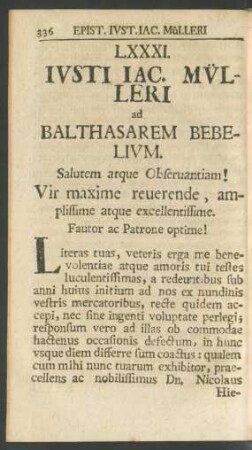 336 EPIST. IVST. IAC. MüLLERI
LXXXI.
IVSTI IAC. MÜL-
LERI
ad
BALTHASAREM BEBE-
LIVM.
Salutem atque Obſeruantiam!
Vir maxime reuerende, am-
pliſſime atque excellentiſſime.
Fautor ac Patrone optime!
Literas tuas, veteris erga me bene-
volentiae atque amoris tui teſtes
luculentiſſimas, a redeuntibus ſub
anni huius initium ad nos ex nundinis
veſtris mercatoribus, recte quidem ac-
cepi, nec ſine ingenti voluptate perlegi;
reſponſum vero ad illas ob commodae
hactenus occaſionis defectum, in hunc
vsque diem differre ſum coactus: qualem
cum mihi nunc tuarum exhibitor, prae-
cellens ac nobiliſſimus Dn. Nicolaus
Hie-